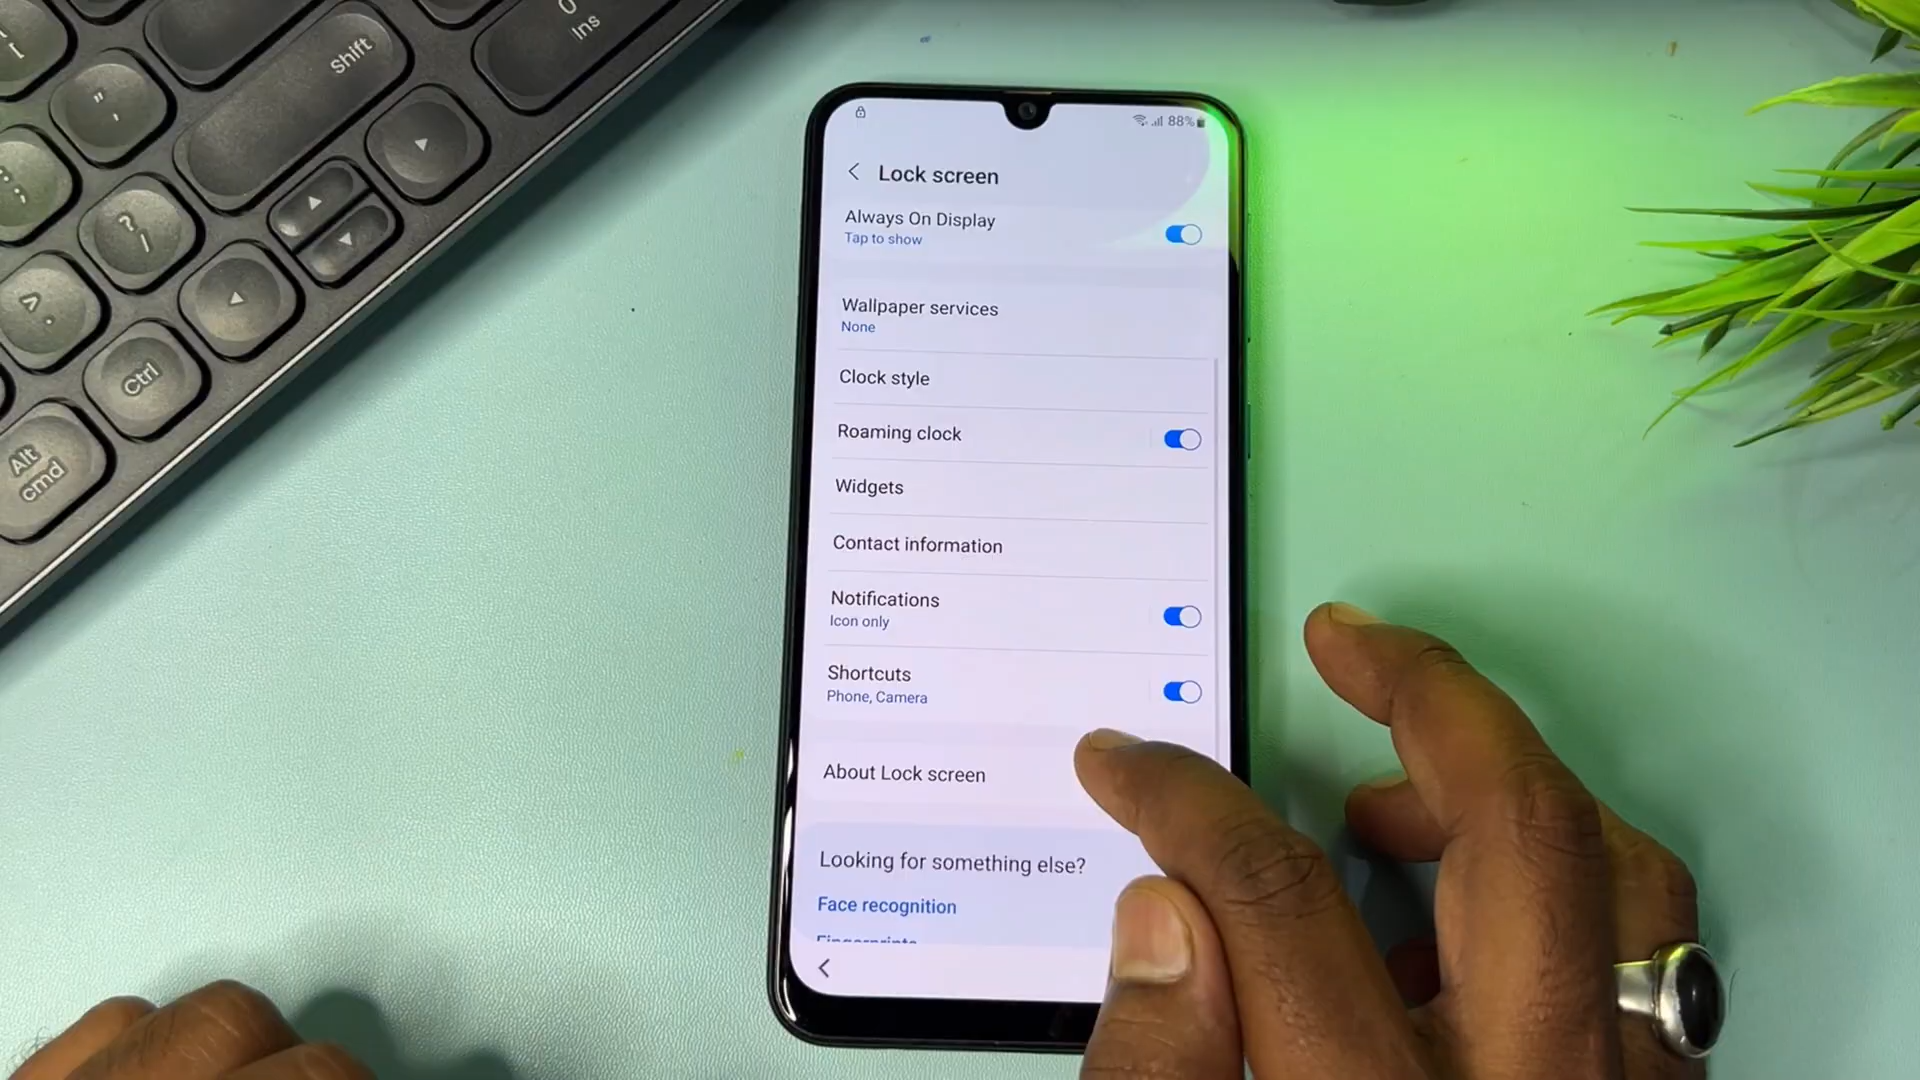 Shift
0
Ins
?
/
Ctrl
Alt
cmd
88%
Lock screen
Always On Display
Tap to show
Wallpaper services
None
Clock style
Roaming clock
Widgets
Contact information
Notifications
Icon only
Shortcuts
Phone, Camera
About Lock screen
Looking for something else?
Face recognition
Fingerprints